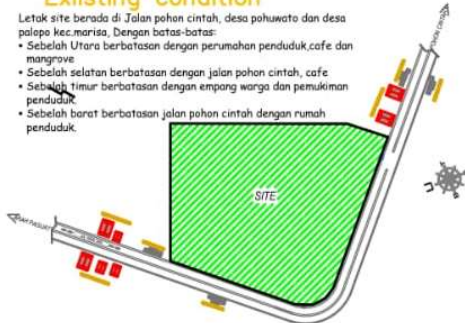 Existing condition
Letak site berada di Jalan pohon cintah, desa pohuwato dan desa
palopo kec.marisa, Dengan batas-batas:
• Sebelah Utara berbatasan dengan perumahan penduduk,cafe dan
mangrove
• Sebelah selatan berbatasan dengan jalan pohon cintah, cafe
• Sebelah timur berbatasan dengan empang warga dan pemukiman
penduduk.
• Sebelah barat berbatasan jalan pohon cintah dengan rumah
penduduk.
SITE